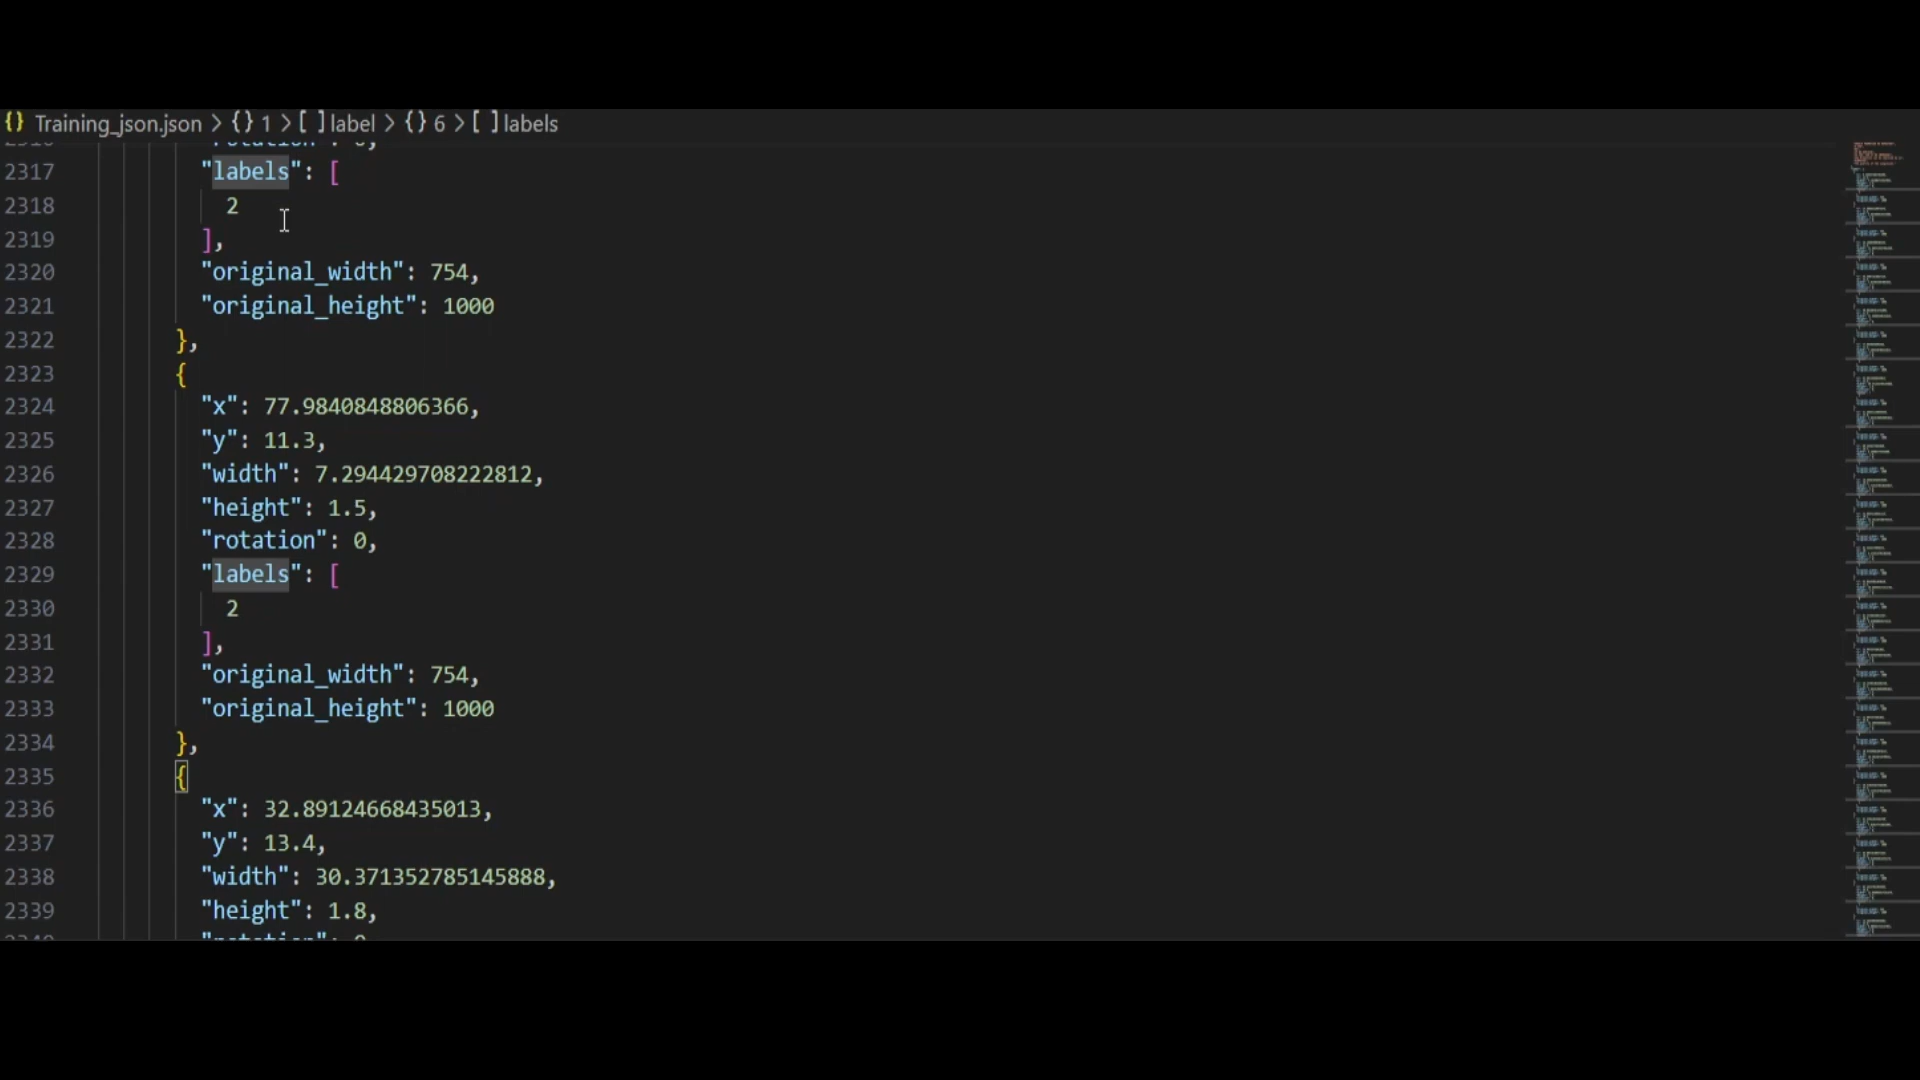 {} Training_json.json > {} 1 > [ ] label > {} 6 > [ ] labels
2317 "labels": [
2318 2
2319 ],
2320 "original_width": 754,
2321 "original_height": 1000
2322 },
2323 {
2324 "x": 77.9840848806366,
2325 "y": 11.3,
2326 "width": 7.294429708222812,
2327 "height": 1.5,
2328 "rotation": 0,
2329 "labels": [
2330 2
2331 ],
2332 "original_width": 754,
2333 "original_height": 1000
2334 },
2335 {
2336 "x": 32.89124668435013,
2337 "y": 13.4,
2338 "width": 30.371352785145888,
2339 "height": 1.8,